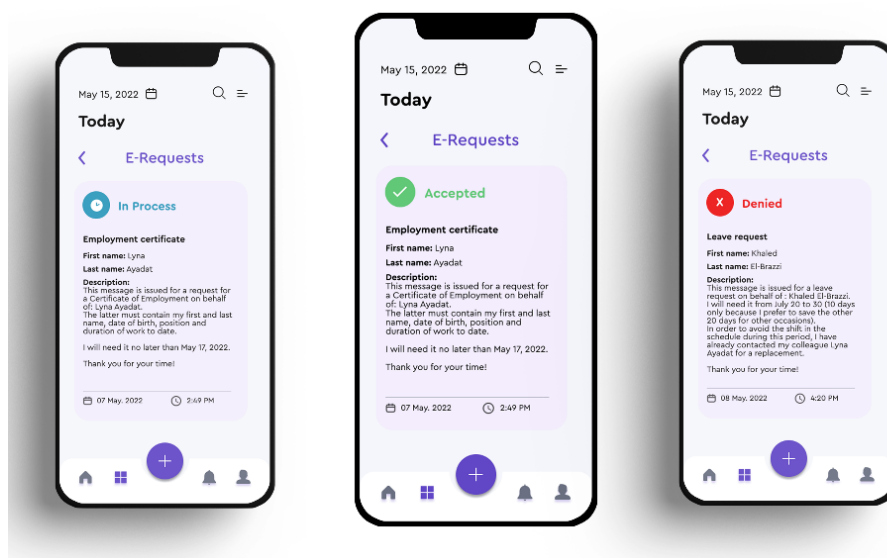 May 15, 2022
Today
E-Requests
In Process
Employment certificate
First name: Lyna
Last name: Ayadat
Description:
This message is issued for a request for
a Certificate of Employment on behalf
of: Lyna Ayadat.
The latter must contain my first and last
name, date of birth, position and
duration of work to date.
I will need it no later than May 17, 2022.
Thank you for your time!
07 May. 2022 2:49 PM
May 15, 2022
Today
E-Requests
Accepted
Employment certificate
First name: Lyna
Last name: Ayadat
Description:
This message is issued for a request for
a Certificate of Employment on behalf
of: Lyna Ayadat.
The latter must contain my first and last
name, date of birth, position and
duration of work to date.
I will need it no later than May 17, 2022.
Thank you for your time!
07 May. 2022 2:49 PM
May 15, 2022
Today
E-Requests
X Denied
Leave request
First name: Khaled
Last name: El-Brazzi
Description:
This message is issued for a leave
request on behalf of : Khaled El-Brazzi.
I will need it from July 20 to 30 (10 days
only because I prefer to save the other
20 days for other occasions).
In order to avoid the shift in the
schedule during this period, I have
already contacted my colleague Lyna
Ayadat for a replacement.
Thank you for your time!
08 May. 2022 4:20 PM